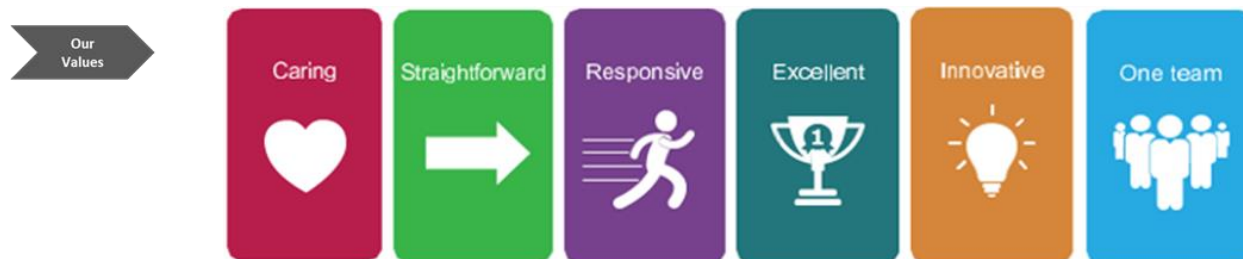 Our
Values
Caring
Straightforward
Responsive
Excellent
Innovative
One team
1